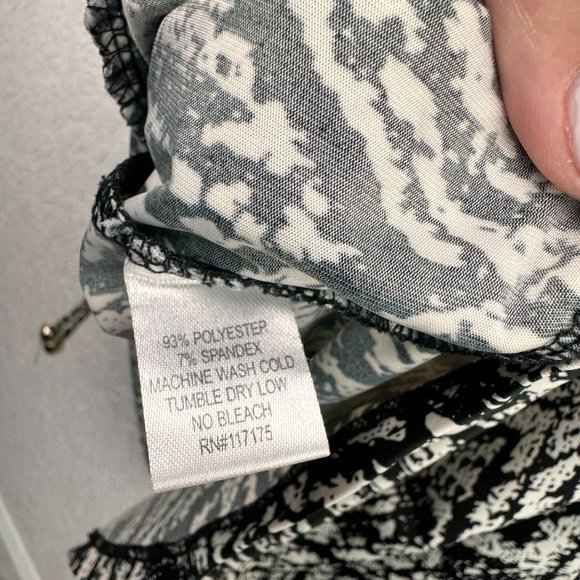 93% POLYESTER
7% SPANDEX
MACHINE WASH COLD
TUMBLE DRY LOW
NO BLEACH
RN#117175